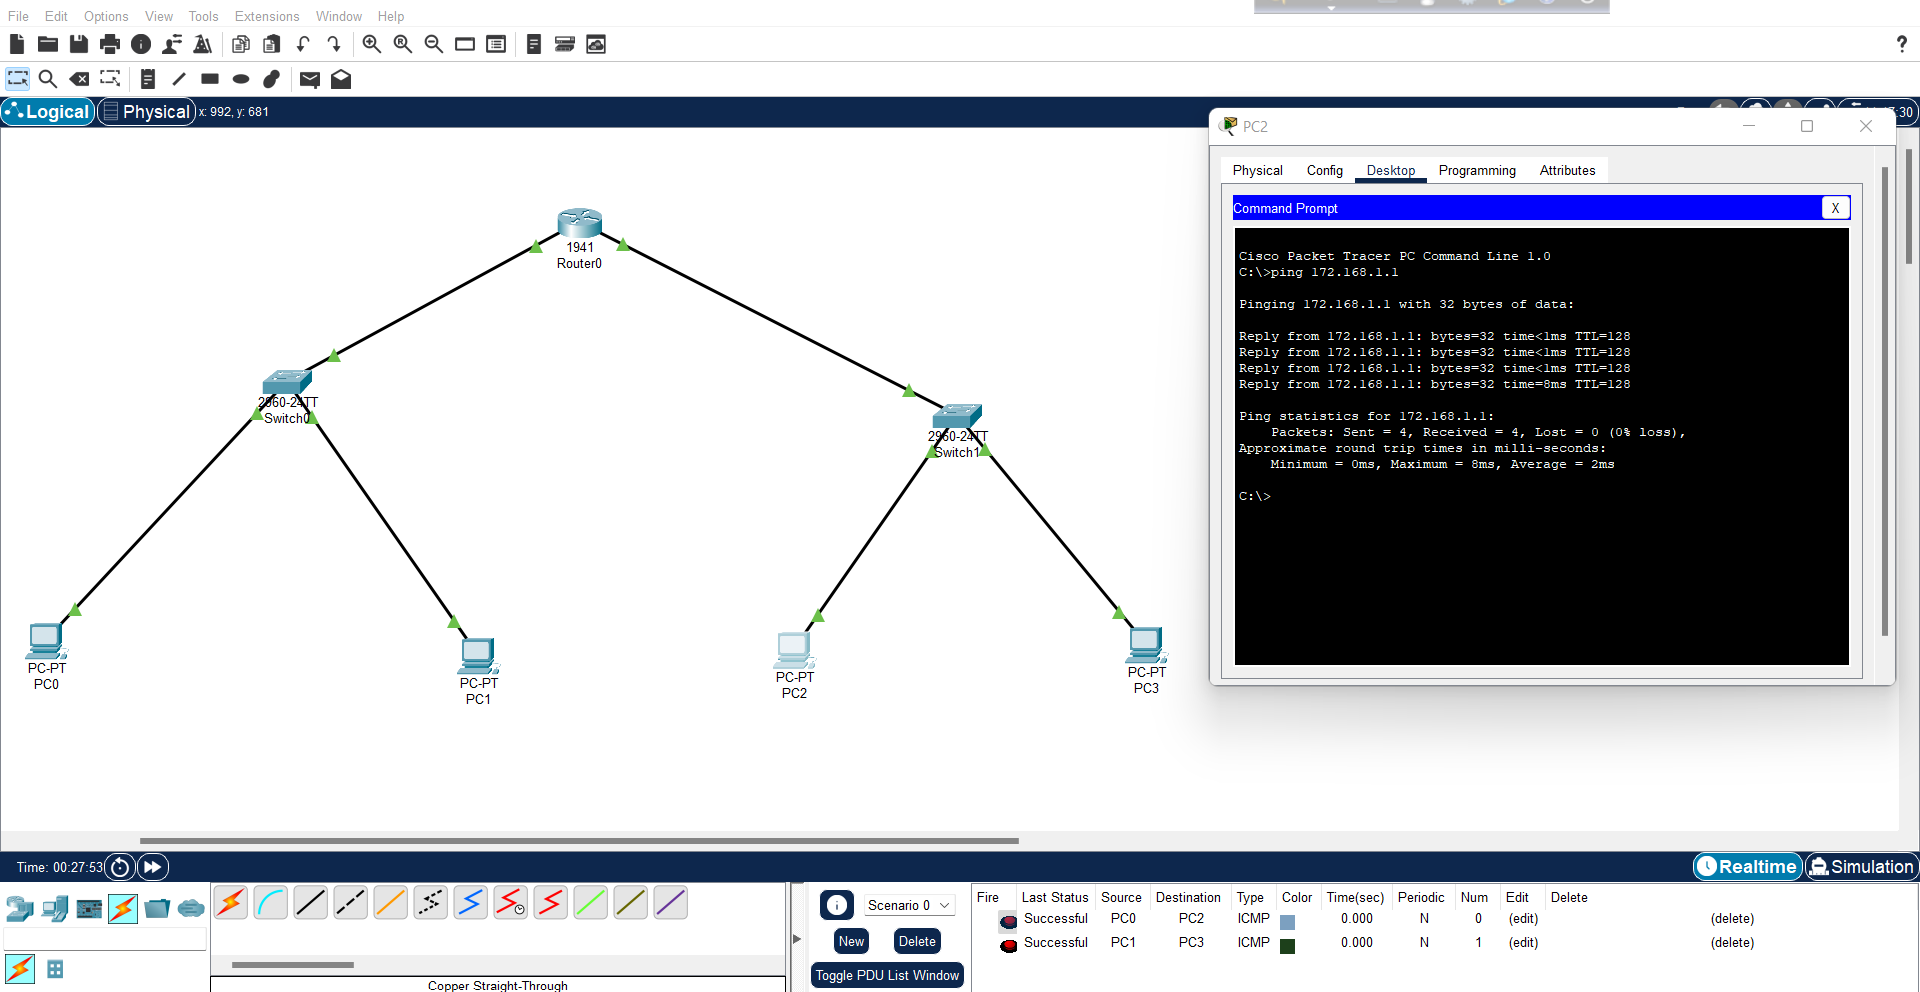 File Edit Options View Tools Extensions Window Help
?
Logical Physical x: 992, y: 681
:30
1941
Router0
2960-24TT
Switch0
2960-24TT
Switch1
PC-PT
PC0
PC-PT
PC1
PC-PT
PC2
PC-PT
PC3
PC2
Physical Config Desktop Programming Attributes
Command Prompt X
Cisco Packet Tracer PC Command Line 1.0
C:\>ping 172.168.1.1
Pinging 172.168.1.1 with 32 bytes of data:
Reply from 172.168.1.1: bytes=32 time<1ms TTL=128
Reply from 172.168.1.1: bytes=32 time<1ms TTL=128
Reply from 172.168.1.1: bytes=32 time<1ms TTL=128
Reply from 172.168.1.1: bytes=32 time=8ms TTL=128
Ping statistics for 172.168.1.1:
Packets: Sent = 4, Received = 4, Lost = 0 (0% loss),
Approximate round trip times in milli-seconds:
Minimum = 0ms, Maximum = 8ms, Average = 2ms
C:\>
Time: 00:27:53
Realtime Simulation
Copper Straight-Through
Scenario 0
New Delete
Toggle PDU List Window
Fire Last Status Source Destination Type Color Time(sec) Periodic Num Edit Delete
Successful PC0 PC2 ICMP 0.000 N 0 (edit) (delete)
Successful PC1 PC3 ICMP 0.000 N 1 (edit) (delete)